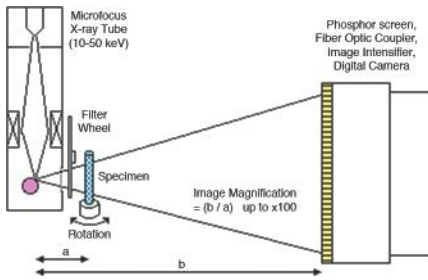 Microfocus
X-ray Tube
(10-50 keV)
Phosphor screen,
Fiber Optic Coupler,
Image Intensifier,
Digital Camera
Filter
Wheel
Specimen
Image Magnification
= (b / a)   up to x100
Rotation
a
b